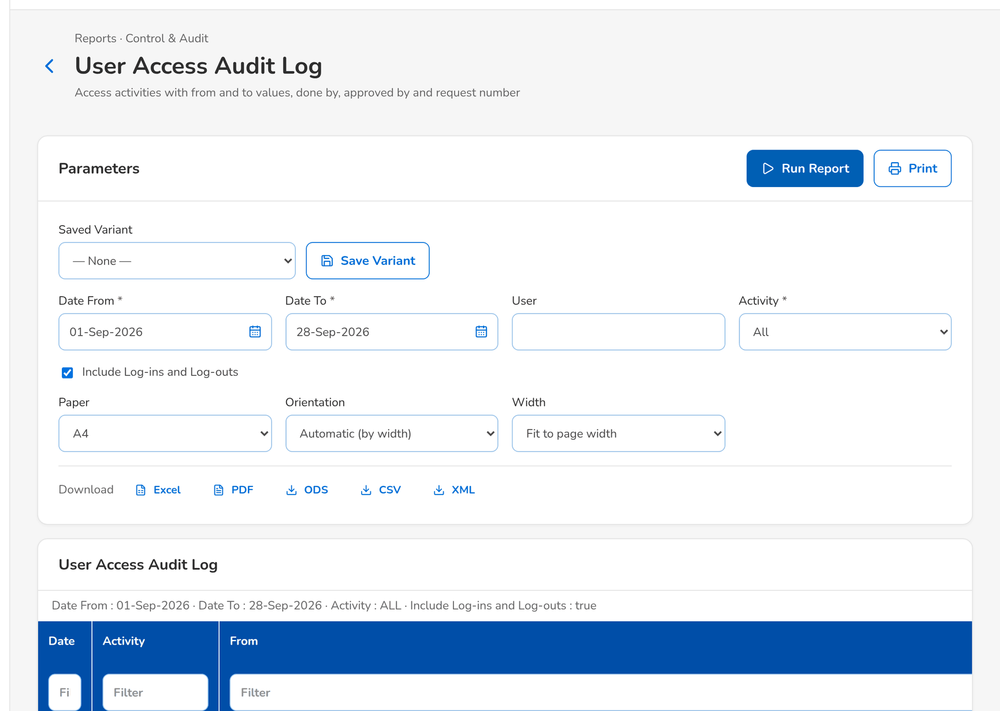 Reports · Control & Audit
User Access Audit Log
Access activities with from and to values, done by, approved by and request number
Parameters
Run Report
Print
Saved Variant
— None —
Save Variant
Date From *
Date To *
User
Activity *
01-Sep-2026
28-Sep-2026
All
Include Log-ins and Log-outs
Paper
Orientation
Width
A4
Automatic (by width)
Fit to page width
Download
Excel
PDF
ODS
CSV
XML
User Access Audit Log
Date From : 01-Sep-2026 · Date To : 28-Sep-2026 · Activity : ALL · Include Log-ins and Log-outs : true
Date
Activity
From
Fi
Filter
Filter